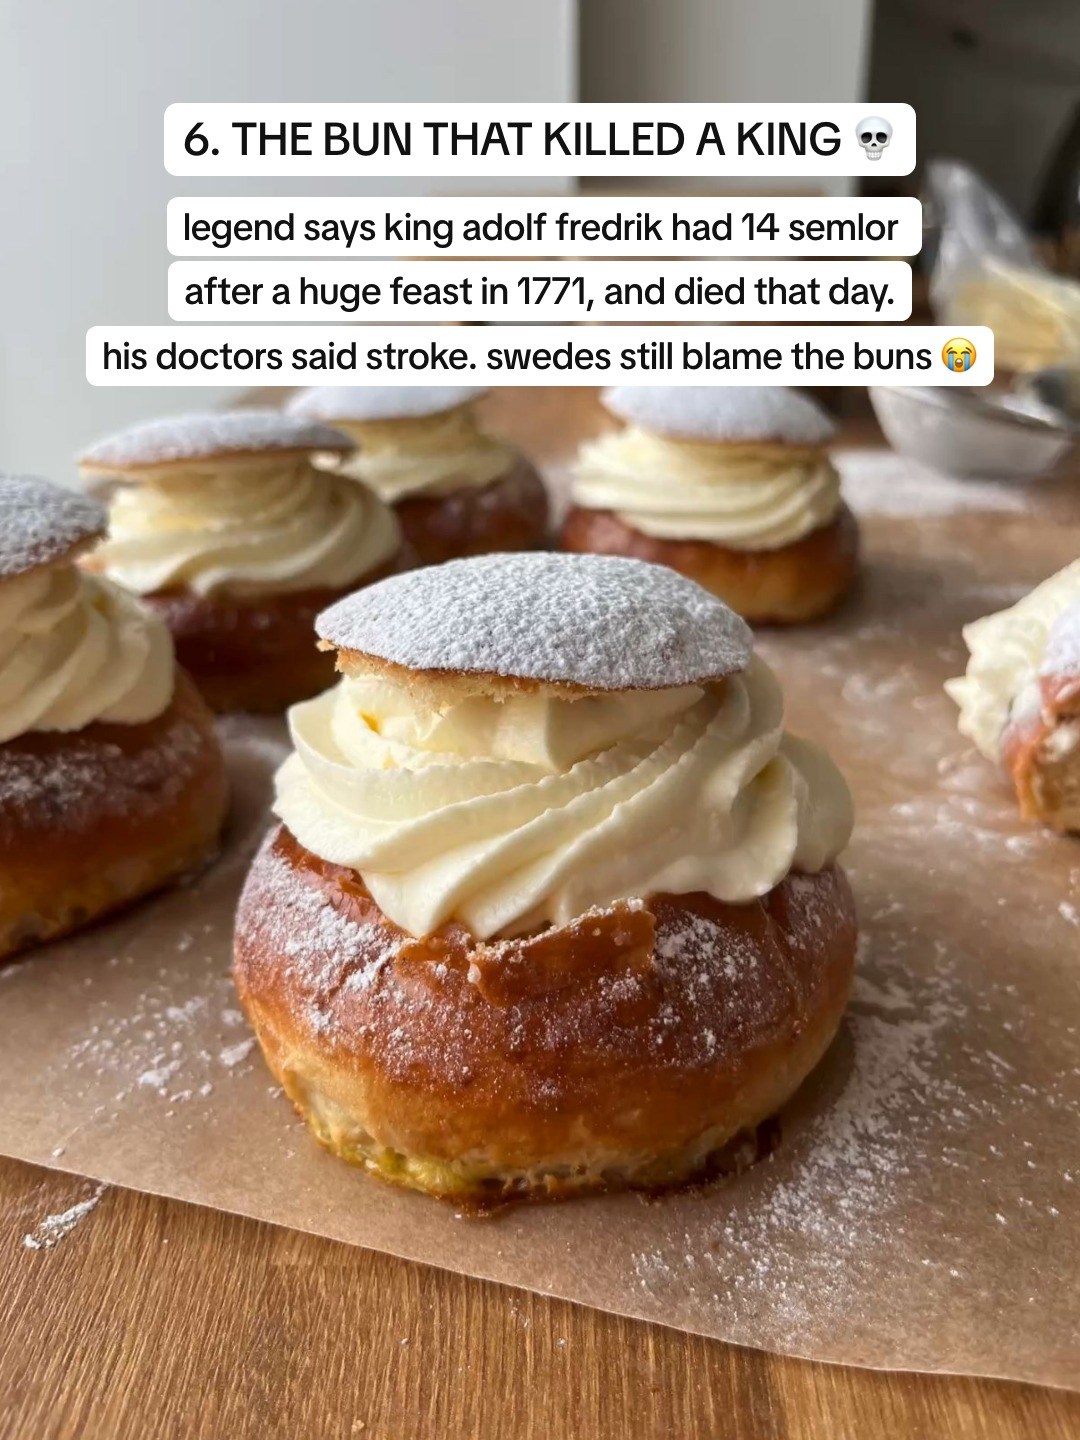 6. THE BUN THAT KILLED A KING 💀
legend says king adolf fredrik had 14 semlor
after a huge feast in 1771, and died that day.
his doctors said stroke. swedes still blame the buns 😭